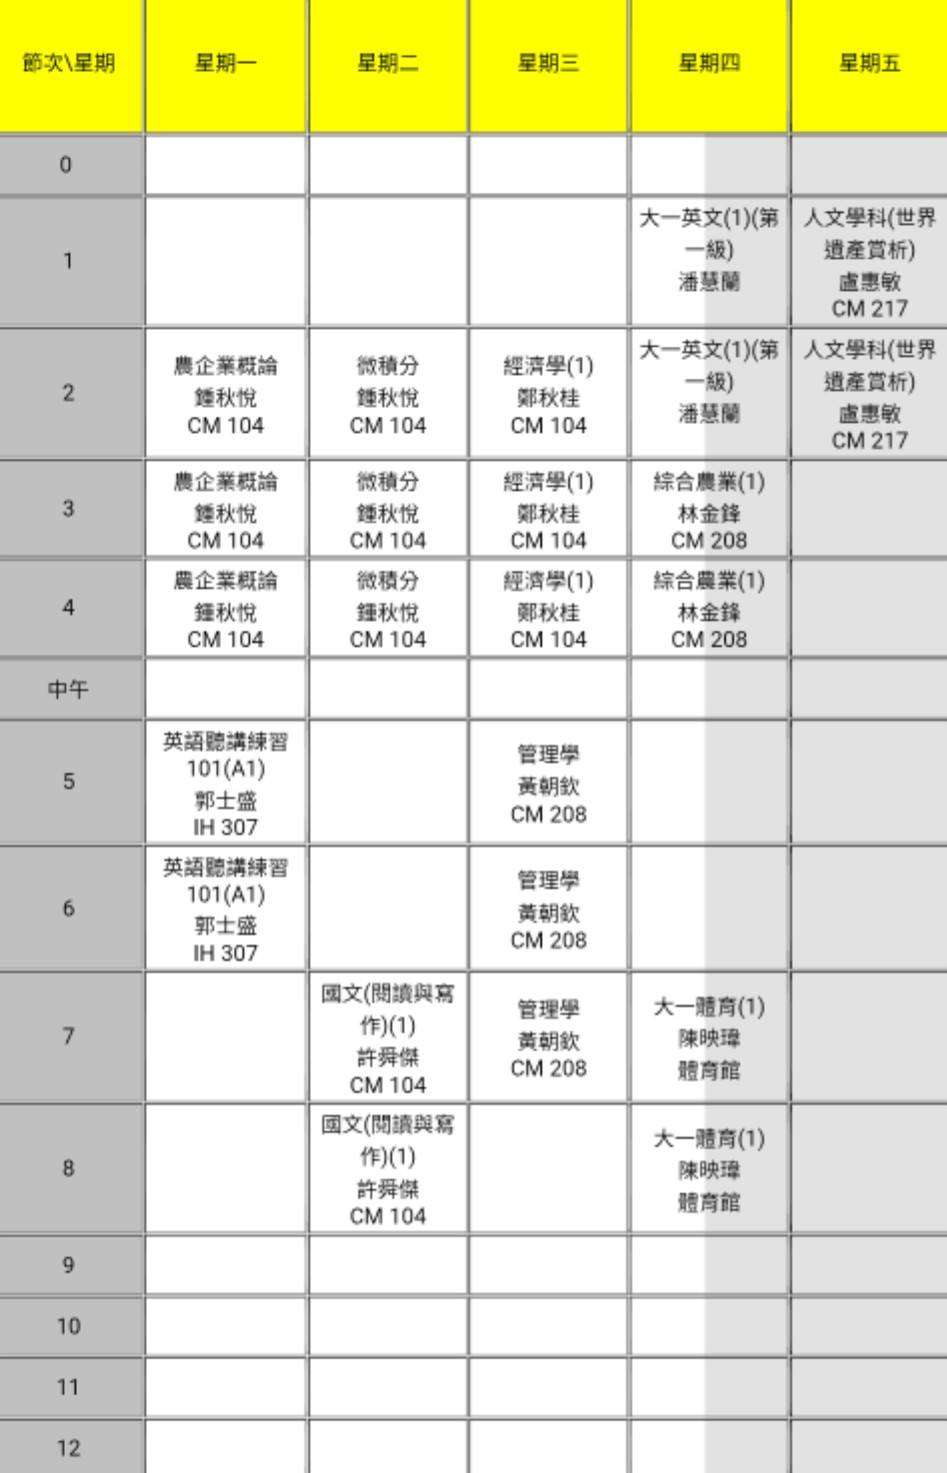 節次\星期 星期一 星期二 星期三 星期四 星期五
0
1
大一英文(1)(第
一級)
潘慧蘭
人文學科(世界
遺產賞析)
盧惠敏
CM 217
2
農企業概論
鍾秋悅
CM 104
微積分
鍾秋悅
CM 104
經濟學(1)
鄭秋桂
CM 104
大一英文(1)(第
一級)
潘慧蘭
人文學科(世界
遺產賞析)
盧惠敏
CM 217
3
農企業概論
鍾秋悅
CM 104
微積分
鍾秋悅
CM 104
經濟學(1)
鄭秋桂
CM 104
綜合農業(1)
林金鋒
CM 208
4
農企業概論
鍾秋悅
CM 104
微積分
鍾秋悅
CM 104
經濟學(1)
鄭秋桂
CM 104
綜合農業(1)
林金鋒
CM 208
中午
5
英語聽講練習
101(A1)
郭士盛
IH 307
管理學
黃朝欽
CM 208
6
英語聽講練習
101(A1)
郭士盛
IH 307
管理學
黃朝欽
CM 208
7
國文(閱讀與寫
作)(1)
許舜傑
CM 104
管理學
黃朝欽
CM 208
大一體育(1)
陳映瑋
體育館
8
國文(閱讀與寫
作)(1)
許舜傑
CM 104
大一體育(1)
陳映瑋
體育館
9
10
11
12